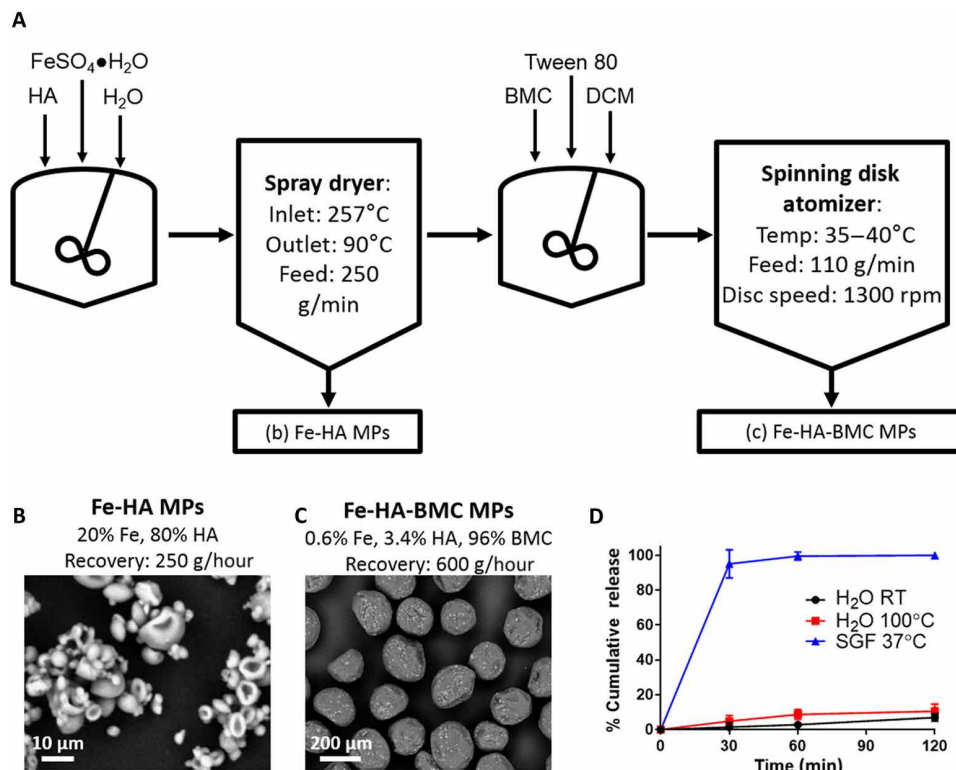 A
FeSO₄●H₂O
HA
H₂O
Spray dryer:
Inlet: 257°C
Outlet: 90°C
Feed: 250
g/min
(b) Fe-HA MPs
Tween 80
BMC
DCM
Spinning disk
atomizer:
Temp: 35–40°C
Feed: 110 g/min
Disc speed: 1300 rpm
(c) Fe-HA-BMC MPs
B
Fe-HA MPs
20% Fe, 80% HA
Recovery: 250 g/hour
10 µm
C
Fe-HA-BMC MPs
0.6% Fe, 3.4% HA, 96% BMC
Recovery: 600 g/hour
200 µm
D
% Cumulative release
100
80
60
40
20
0
H₂O RT
H₂O 100°C
SGF 37°C
0 30 60 90 120
Time (min)